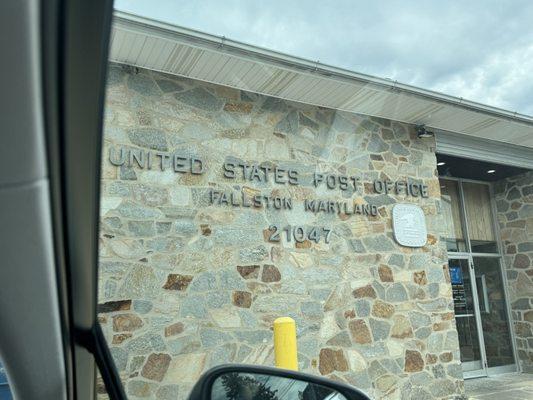 UNITED STATES POST OFFICE
FALLSTON MARYLAND
21047